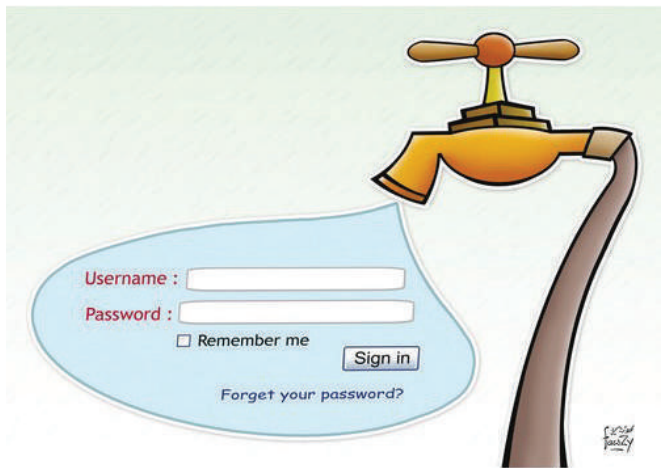 Username :
Password :
Remember me
Sign in
Forget your password?